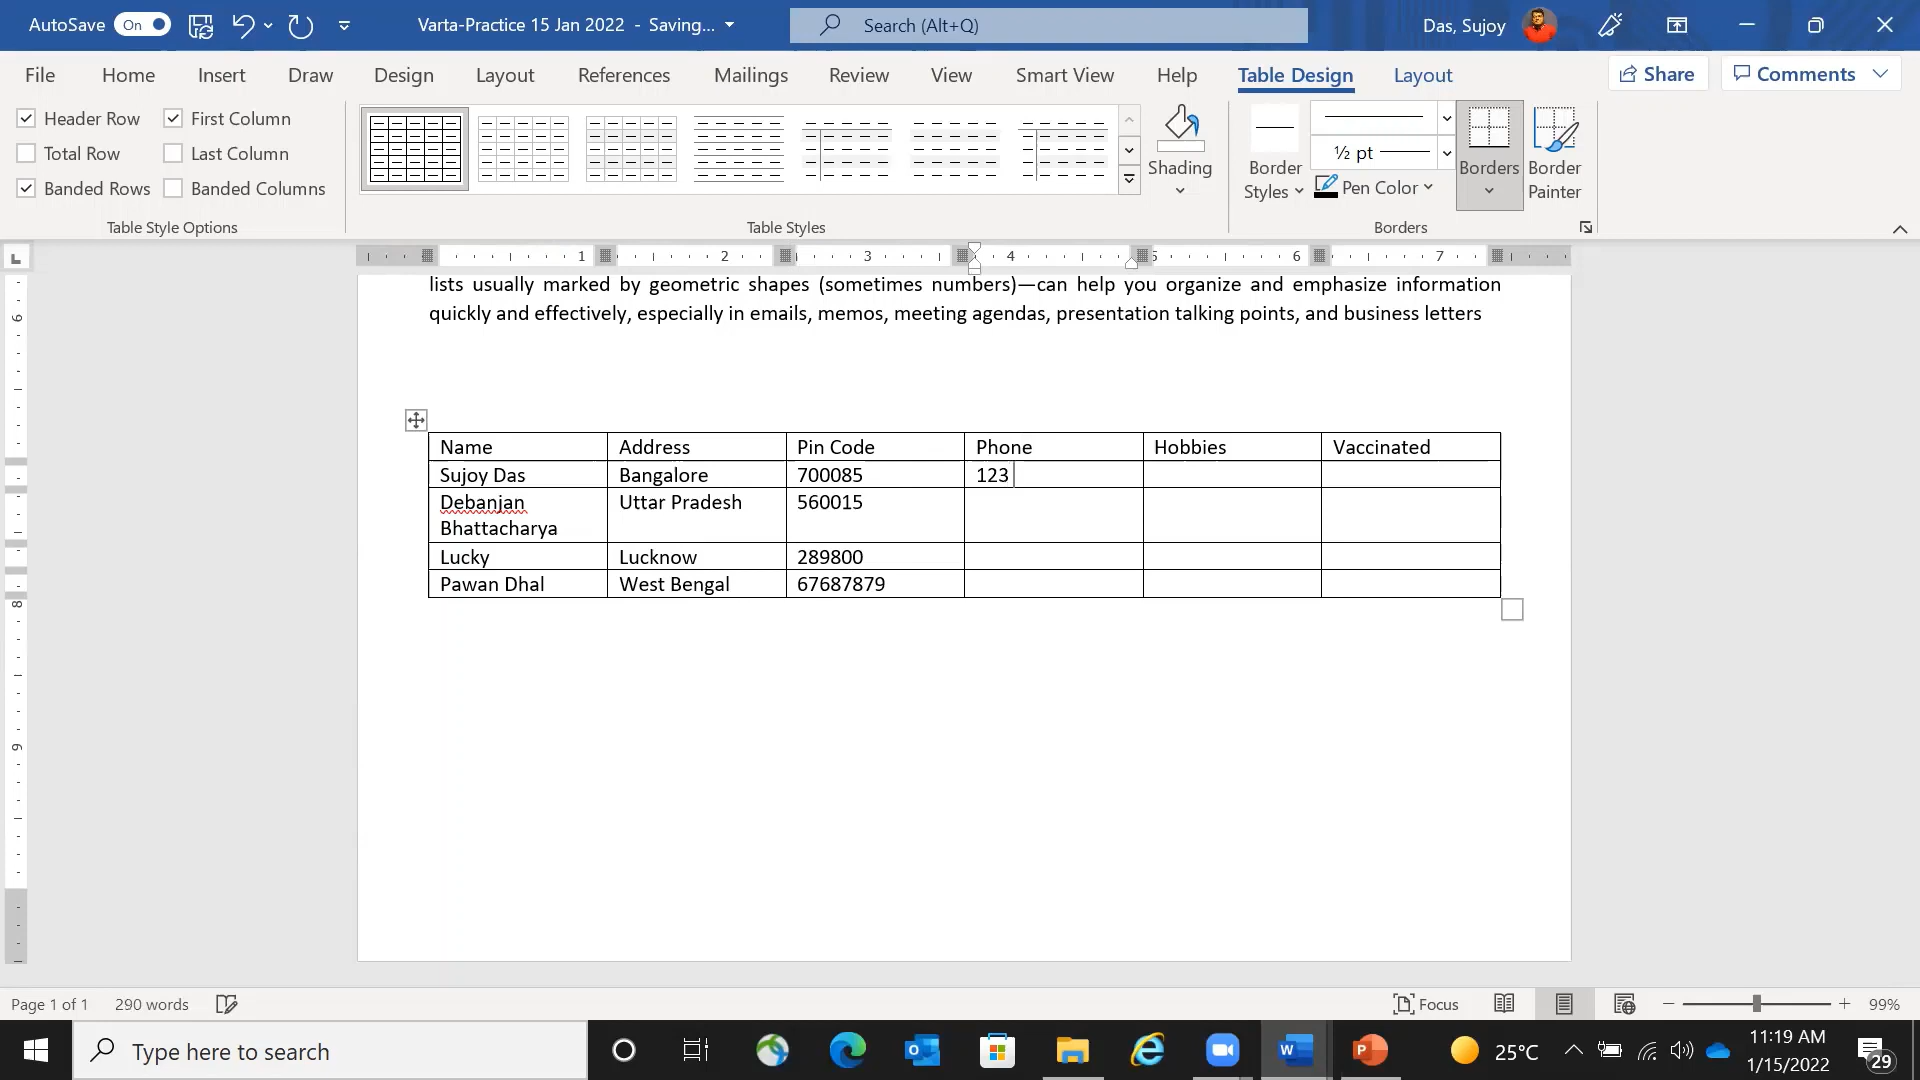 AutoSave On Varta-Practice 15 Jan 2022 - Saving... Search (Alt+Q) Das, Sujoy
File Home Insert Draw Design Layout References Mailings Review View Smart View Help Table Design Layout Share Comments
Header Row First Column
Total Row Last Column
Banded Rows Banded Columns
Table Style Options
Table Styles
Shading
Border Styles
½ pt
Pen Color
Borders
Border Painter
Borders
1 2 3 4 5 6 7
lists usually marked by geometric shapes (sometimes numbers)—can help you organize and emphasize information
quickly and effectively, especially in emails, memos, meeting agendas, presentation talking points, and business letters
Name Address Pin Code Phone Hobbies Vaccinated
Sujoy Das Bangalore 700085 123
Debanjan Uttar Pradesh 560015
Bhattacharya
Lucky Lucknow 289800
Pawan Dhal West Bengal 67687879
Page 1 of 1 290 words Focus 99%
Type here to search 25°C 11:19 AM
1/15/2022 29